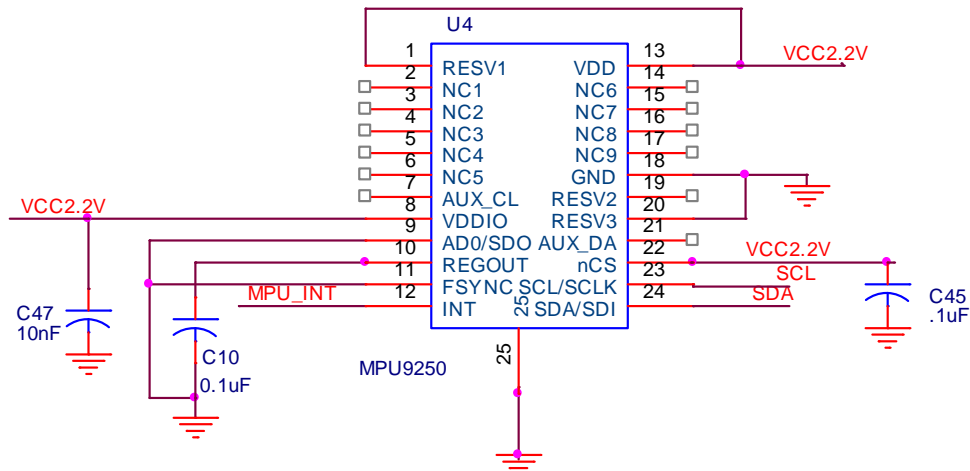 U4
1
2
3
4
5
6
7
8
9
10
11
12
RESV1
NC1
NC2
NC3
NC4
NC5
AUX_CL
VDDIO
AD0/SDO
REGOUT
FSYNC
INT
VDD
NC6
NC7
NC8
NC9
GND
RESV2
RESV3
AUX_DA
nCS
SCL/SCLK
SDA/SDI
13
14
15
16
17
18
19
20
21
22
23
24
25
25
VCC2.2V
VCC2.2V
VCC2.2V
SCL
SDA
MPU_INT
C47
10nF
C10
0.1uF
C45
.1uF
MPU9250